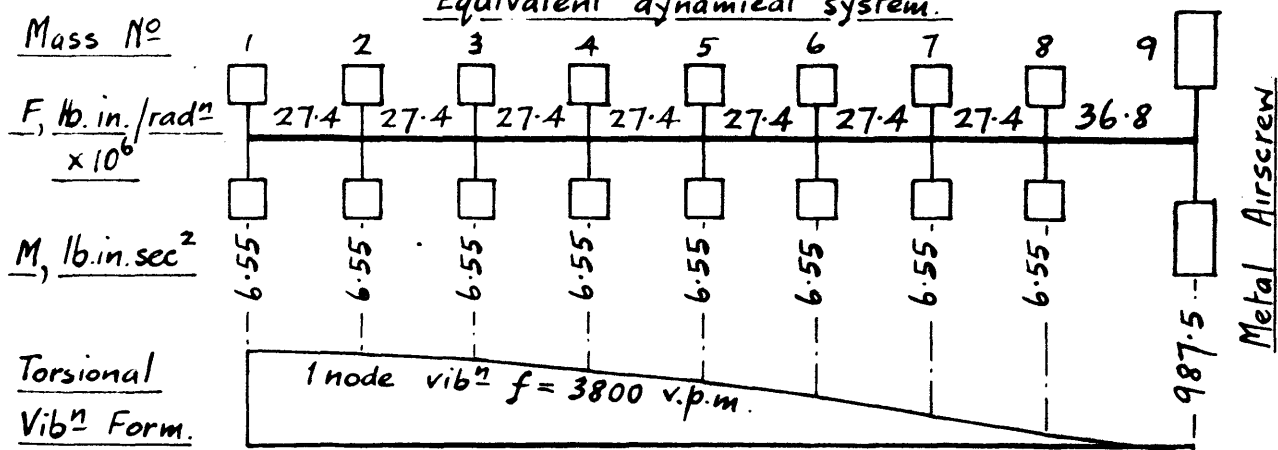 Equivalent dynamical system.
Mass Nº 1 2 3 4 5 6 7 8 9
F, lb. in./radⁿ × 10⁶ 27.4 27.4 27.4 27.4 27.4 27.4 27.4 36.8
M, lb.in.sec² 6.55 6.55 6.55 6.55 6.55 6.55 6.55 6.55 987.5
Metal Airscrew
Torsional
Vibⁿ Form.
1 node vibⁿ f = 3800 v.p.m.